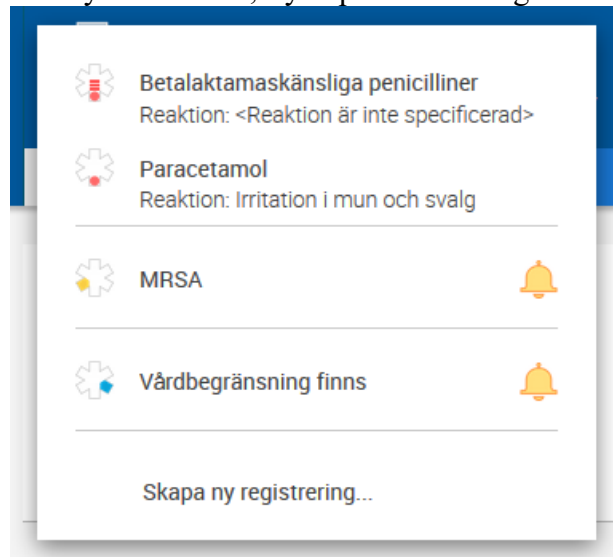 Betalaktamaskänsliga penicilliner
Reaktion: <Reaktion är inte specificerad>
Paracetamol
Reaktion: Irritation i mun och svalg
MRSA
Vårdbegränsning finns
Skapa ny registrering...